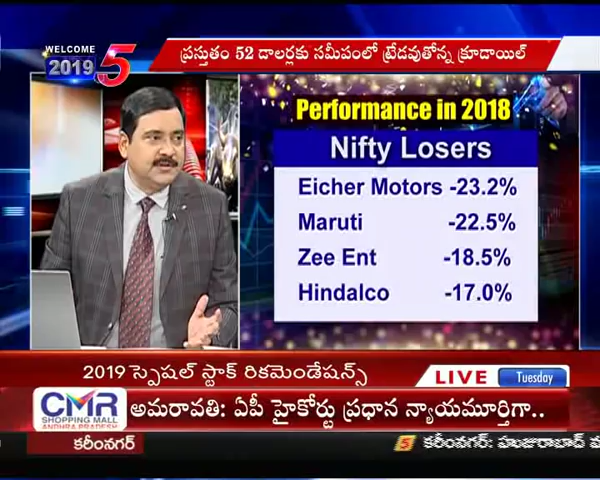 WELCOME
2019
5
ప్రస్తుతం 52 డాలర్లకు సమీపంలో ట్రేడవుతోన్న క్రూడాయిల్
Performance in 2018
Nifty Losers
Eicher Motors -23.2%
Maruti -22.5%
Zee Ent -18.5%
Hindalco -17.0%
2019 స్పెషల్ స్టాక్ రికమెండేషన్స్
LIVE
Tuesday
CMR
SHOPPING MALL
ANDHRA PRADESH
అమరావతి: ఏపీ హైకోర్టు ప్రధాన న్యాయమూర్తిగా..
కరీంనగర్
5 కరీంనగర్: హుజురాబాద్